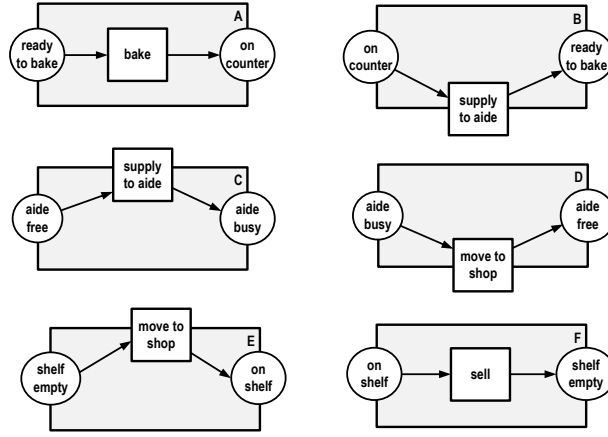 A
ready
to bake
bake
on
counter
B
on
counter
supply
to aide
ready
to bake
C
aide
free
supply
to aide
aide
busy
D
aide
busy
move to
shop
aide
free
E
shelf
empty
move to
shop
on
shelf
F
on
shelf
sell
shelf
empty